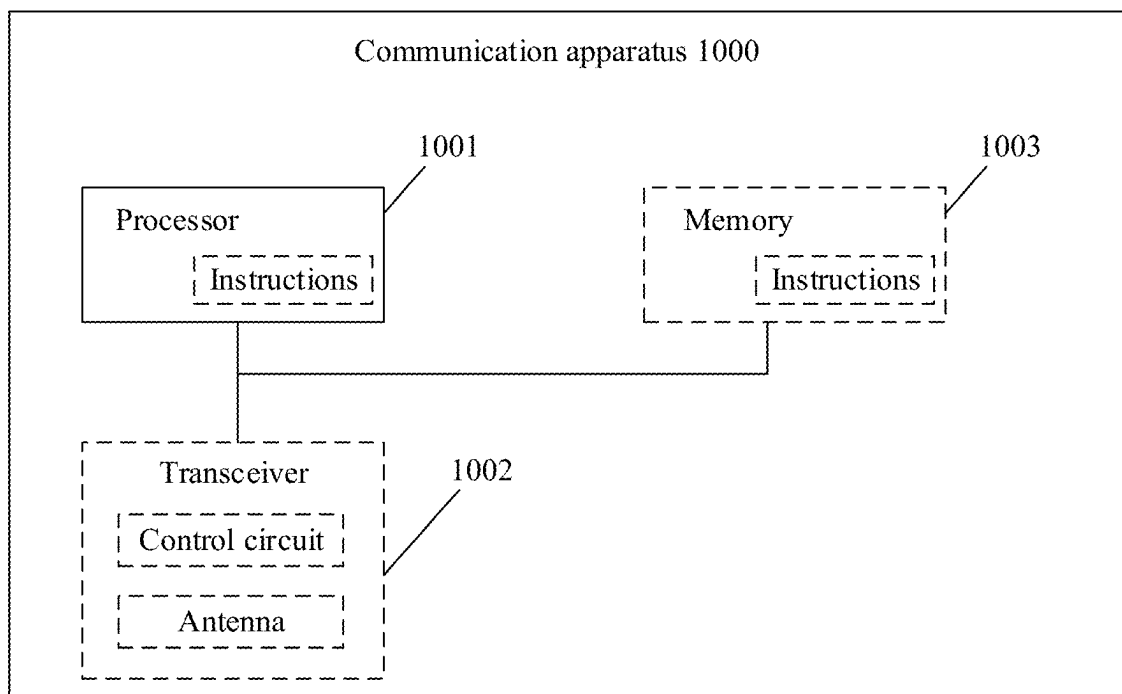 Communication apparatus 1000
1001
1003
Processor
Memory
Instructions
Instructions
1002
Transceiver
Control circuit
Antenna